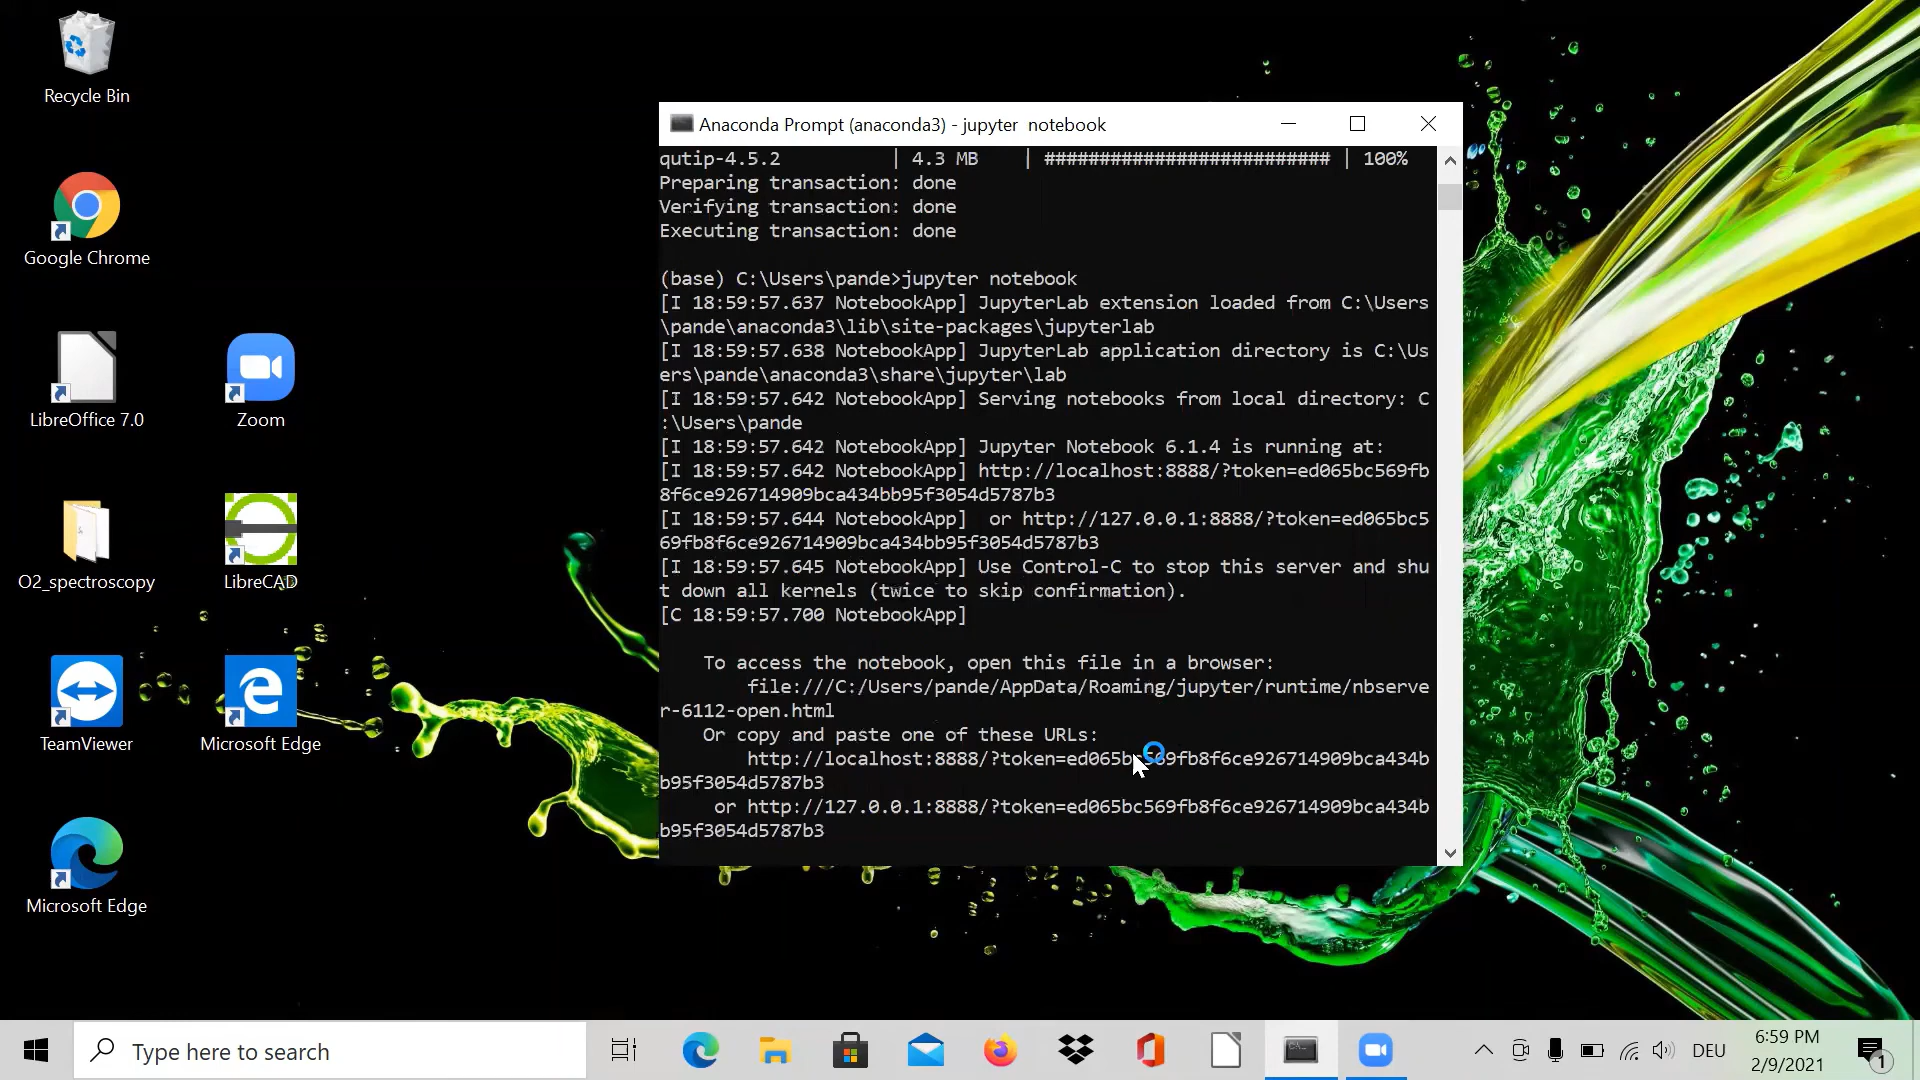 Recycle Bin
Google Chrome
LibreOffice 7.0
Zoom
O2_spectroscopy
LibreCAD
TeamViewer
Microsoft Edge
Microsoft Edge
Anaconda Prompt (anaconda3) - jupyter  notebook
qutip-4.5.2          | 4.3 MB    | ########################## | 100%
Preparing transaction: done
Verifying transaction: done
Executing transaction: done
(base) C:\Users\pande>jupyter notebook
[I 18:59:57.637 NotebookApp] JupyterLab extension loaded from C:\Users
\pande\anaconda3\lib\site-packages\jupyterlab
[I 18:59:57.638 NotebookApp] JupyterLab application directory is C:\Us
ers\pande\anaconda3\share\jupyter\lab
[I 18:59:57.642 NotebookApp] Serving notebooks from local directory: C
:\Users\pande
[I 18:59:57.642 NotebookApp] Jupyter Notebook 6.1.4 is running at:
[I 18:59:57.642 NotebookApp] http://localhost:8888/?token=ed065bc569fb
8f6ce926714909bca434bb95f3054d5787b3
[I 18:59:57.644 NotebookApp]  or http://127.0.0.1:8888/?token=ed065bc5
69fb8f6ce926714909bca434bb95f3054d5787b3
[I 18:59:57.645 NotebookApp] Use Control-C to stop this server and shu
t down all kernels (twice to skip confirmation).
[C 18:59:57.700 NotebookApp]
To access the notebook, open this file in a browser:
file:///C:/Users/pande/AppData/Roaming/jupyter/runtime/nbserve
r-6112-open.html
Or copy and paste one of these URLs:
http://localhost:8888/?token=ed065bc569fb8f6ce926714909bca434b
b95f3054d5787b3
or http://127.0.0.1:8888/?token=ed065bc569fb8f6ce926714909bca434b
b95f3054d5787b3
Type here to search
DEU
6:59 PM
2/9/2021
1